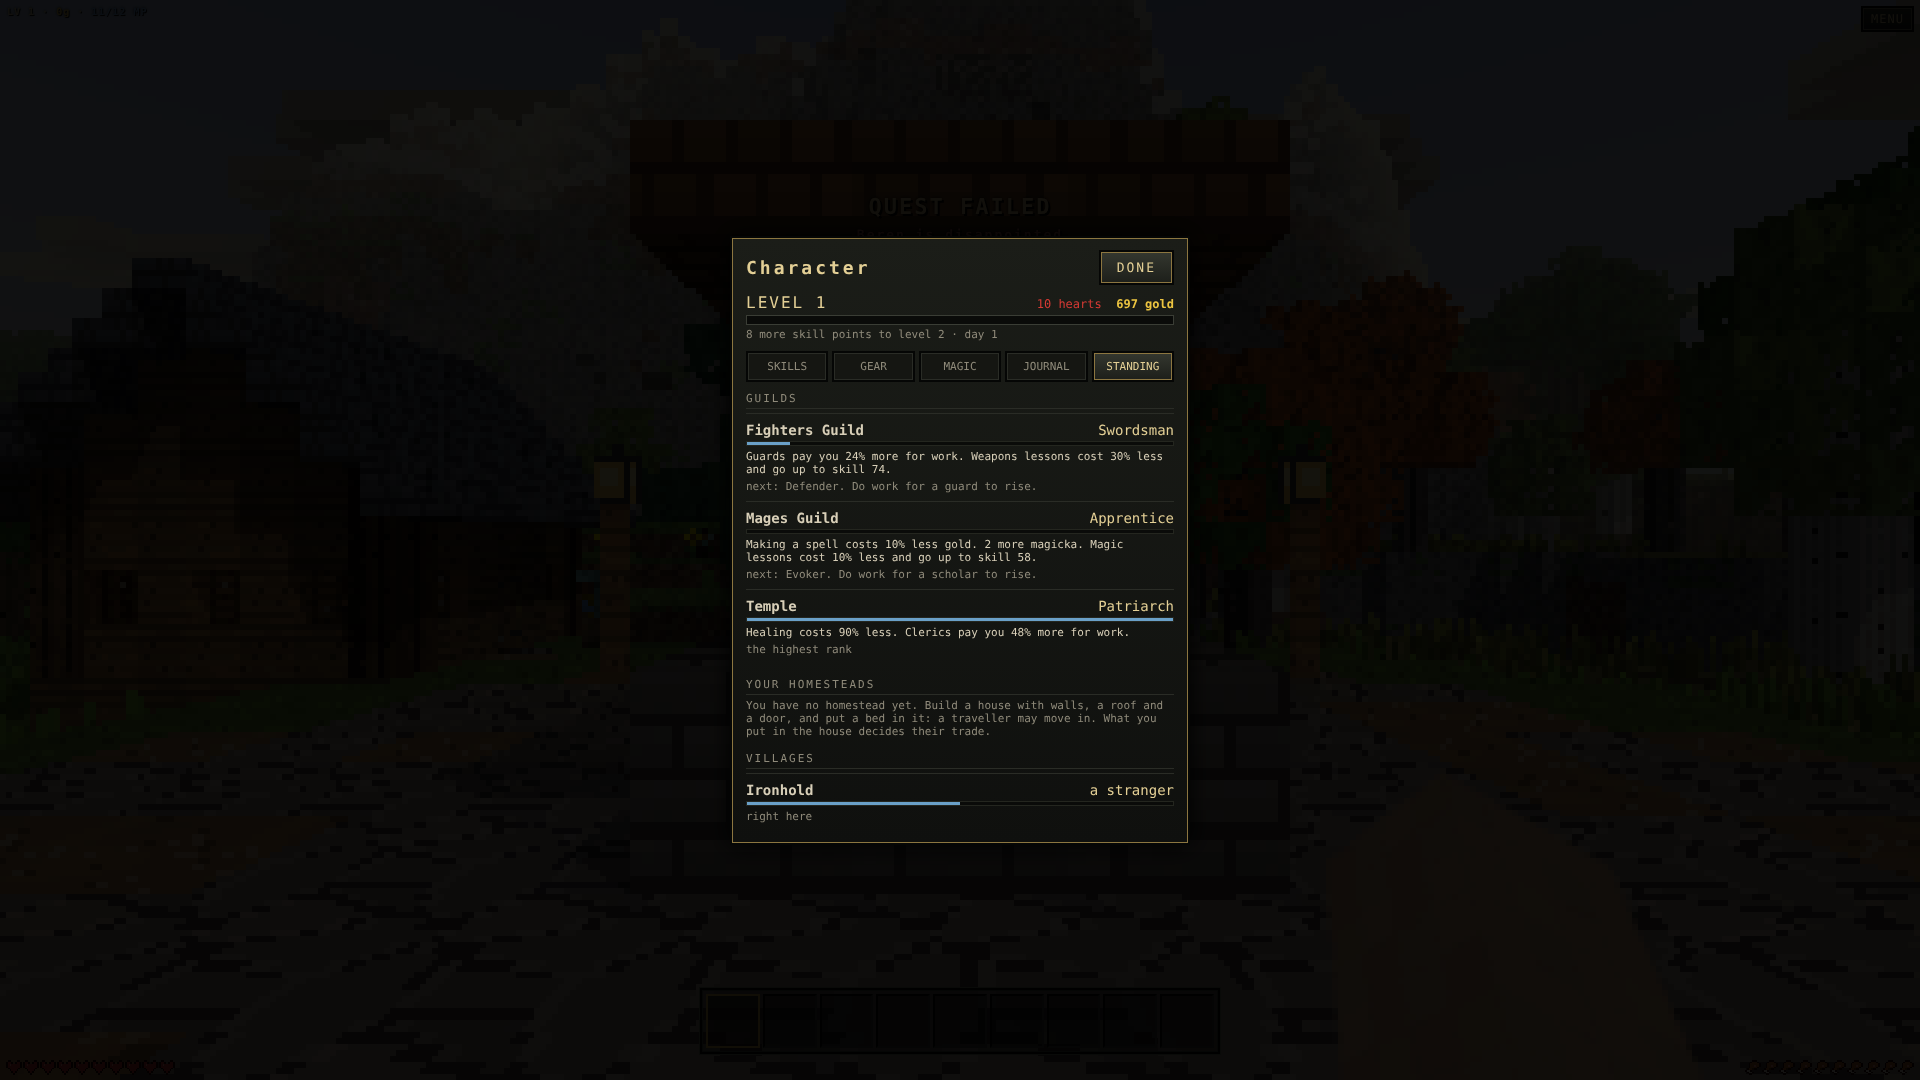 MENU
QUEST FAILED
Character
DONE
LEVEL 1
10 hearts 697 gold
8 more skill points to level 2 · day 1
SKILLS GEAR MAGIC JOURNAL STANDING
GUILDS
Fighters Guild Swordsman
Guards pay you 24% more for work. Weapons lessons cost 30% less
and go up to skill 74.
next: Defender. Do work for a guard to rise.
Mages Guild Apprentice
Making a spell costs 10% less gold. 2 more magicka. Magic
lessons cost 10% less and go up to skill 58.
next: Evoker. Do work for a scholar to rise.
Temple Patriarch
Healing costs 90% less. Clerics pay you 48% more for work.
the highest rank
YOUR HOMESTEADS
You have no homestead yet. Build a house with walls, a roof and
a door, and put a bed in it: a traveller may move in. What you
put in the house decides their trade.
VILLAGES
Ironhold a stranger
right here